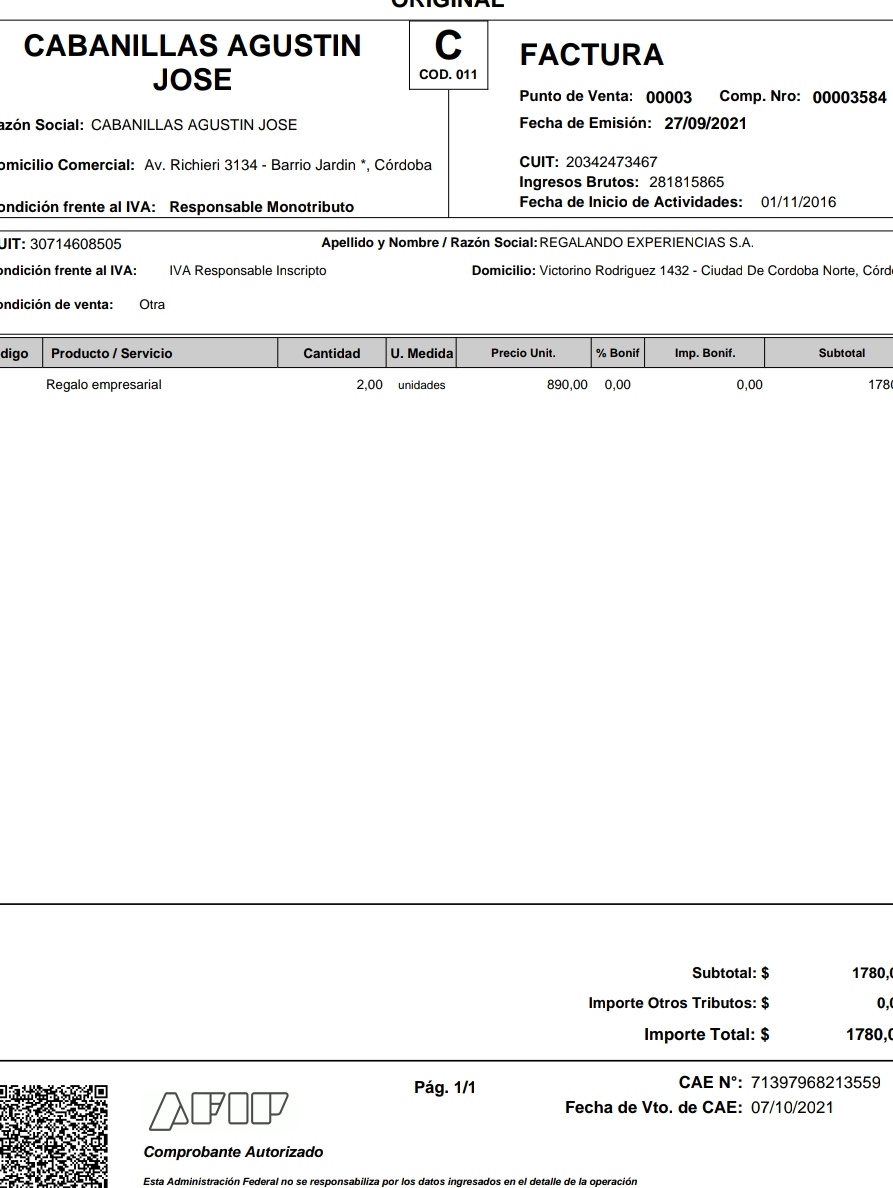 ORIGINAL
CABANILLAS AGUSTIN
JOSE
C
COD. 011
FACTURA
Punto de Venta: 00003 Comp. Nro: 00003584
Fecha de Emisión: 27/09/2021
azón Social: CABANILLAS AGUSTIN JOSE
omicilio Comercial: Av. Richieri 3134 - Barrio Jardin *, Córdoba
ondición frente al IVA: Responsable Monotributo
CUIT: 20342473467
Ingresos Brutos: 281815865
Fecha de Inicio de Actividades: 01/11/2016
UIT: 30714608505 Apellido y Nombre / Razón Social: REGALANDO EXPERIENCIAS S.A.
ondición frente al IVA: IVA Responsable Inscripto Domicilio: Victorino Rodriguez 1432 - Ciudad De Cordoba Norte, Córd
ondición de venta: Otra
digo Producto / Servicio Cantidad U. Medida Precio Unit. % Bonif Imp. Bonif. Subtotal
Regalo empresarial 2,00 unidades 890,00 0,00 0,00 1780
Subtotal: $ 1780,0
Importe Otros Tributos: $ 0,0
Importe Total: $ 1780,0
Pág. 1/1
CAE N°: 71397968213559
Fecha de Vto. de CAE: 07/10/2021
AFIP
Comprobante Autorizado
Esta Administración Federal no se responsabiliza por los datos ingresados en el detalle de la operación